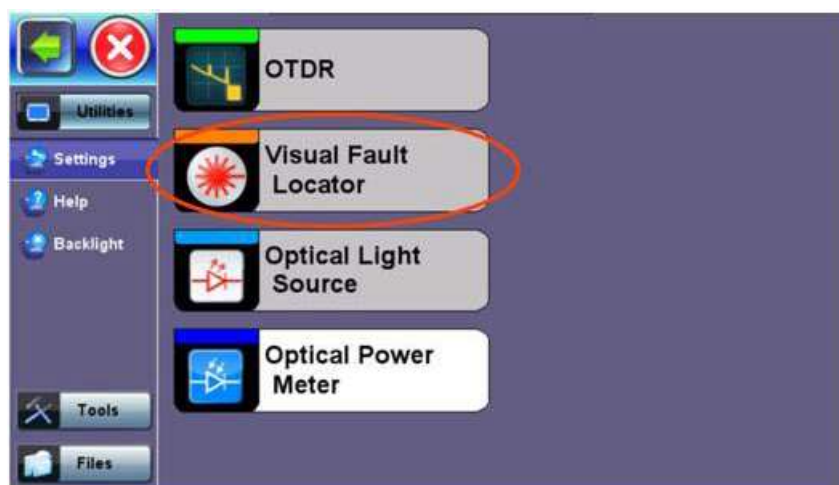 Utilities
Settings
Help
Backlight
Tools
Files
OTDR
Visual Fault
Locator
Optical Light
Source
Optical Power
Meter